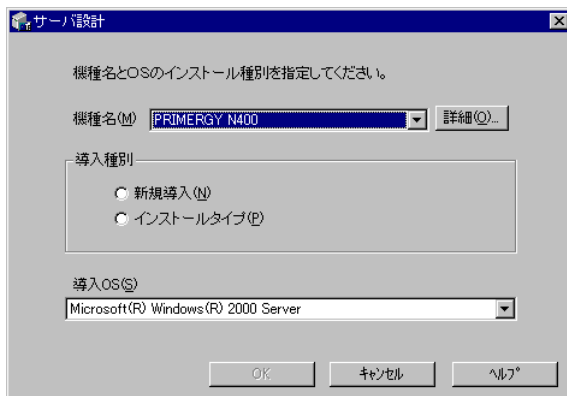 サーバ設計
機種名とOSのインストール種別を指定してください。
機種名(M) PRIMERGY N400 詳細(O)...
導入種別
新規導入(N)
インストールタイプ(P)
導入OS(S)
Microsoft(R) Windows(R) 2000 Server
OK キャンセル ヘルプ